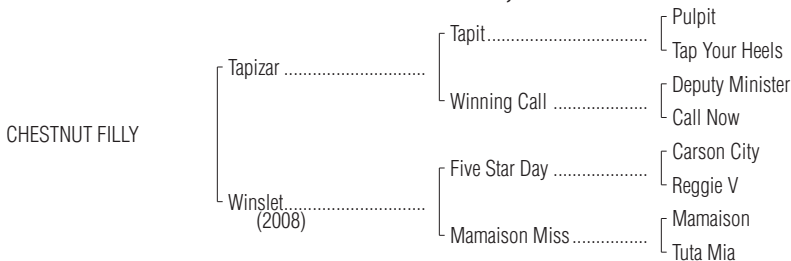 Pulpit
Tapit
Tap Your Heels
Tapizar
Deputy Minister
Winning Call
Call Now
CHESTNUT FILLY
Carson City
Five Star Day
Reggie V
Winslet
(2008)
Mamaison
Mamaison Miss
Tuta Mia